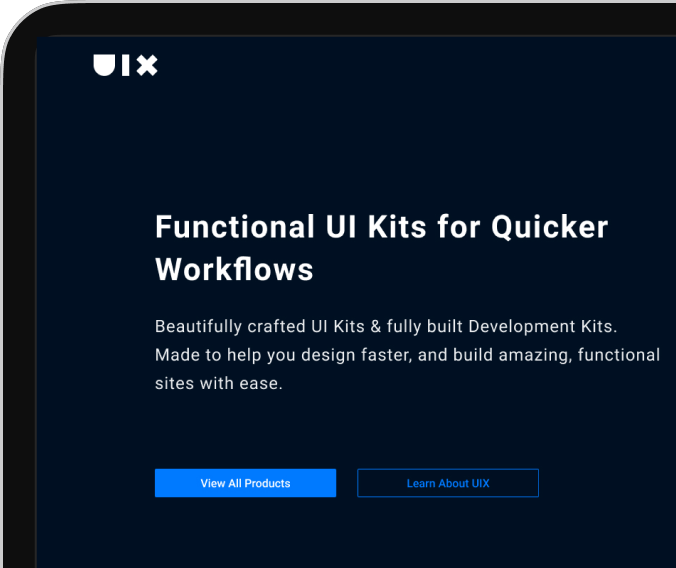 UIX
Functional UI Kits for Quicker
Workflows
Beautifully crafted UI Kits & fully built Development Kits.
Made to help you design faster, and build amazing, functional
sites with ease.
View All Products
Learn About UIX